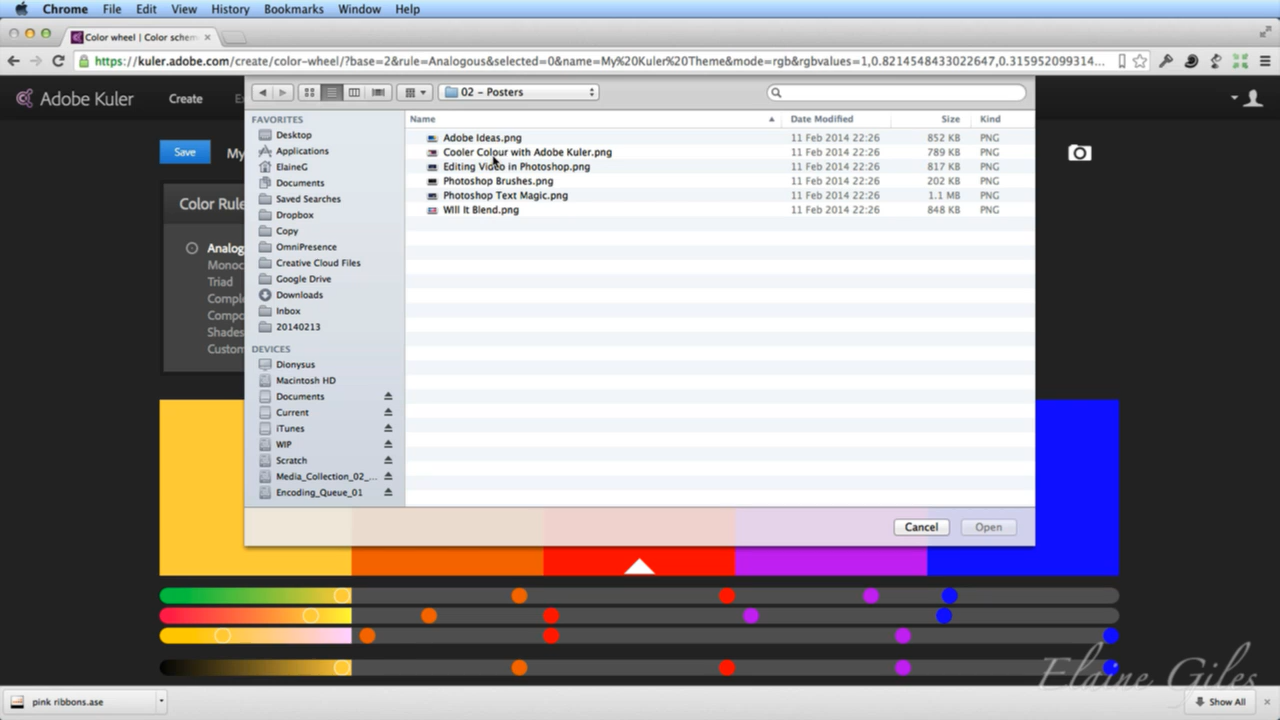 Chrome File Edit View History Bookmarks Window Help
Color wheel | Color schem
https://kuler.adobe.com/create/color-wheel/?base=2&rule=Analogous&selected=0&name=My%20Kuler%20Theme&mode=rgb&rgbvalues=1,0.8214548433022647,0.315952099314...
Adobe Kuler Create
02 - Posters
FAVORITES
Desktop
Applications
ElaineG
Documents
Saved Searches
Dropbox
Copy
OmniPresence
Creative Cloud Files
Google Drive
Downloads
Inbox
20140213
DEVICES
Dionysus
Macintosh HD
Documents
Current
iTunes
WIP
Scratch
Media_Collection_02_...
Encoding_Queue_01
Name Date Modified Size Kind
Adobe Ideas.png 11 Feb 2014 22:26 852 KB PNG
Cooler Colour with Adobe Kuler.png 11 Feb 2014 22:26 789 KB PNG
Editing Video in Photoshop.png 11 Feb 2014 22:26 817 KB PNG
Photoshop Brushes.png 11 Feb 2014 22:26 202 KB PNG
Photoshop Text Magic.png 11 Feb 2014 22:26 1.1 MB PNG
Will It Blend.png 11 Feb 2014 22:26 848 KB PNG
Cancel Open
Save My
Color Rule
Analog
Monoc
Triad
Comple
Compo
Shades
Custom
Elaine Giles
pink ribbons.ase
Show All